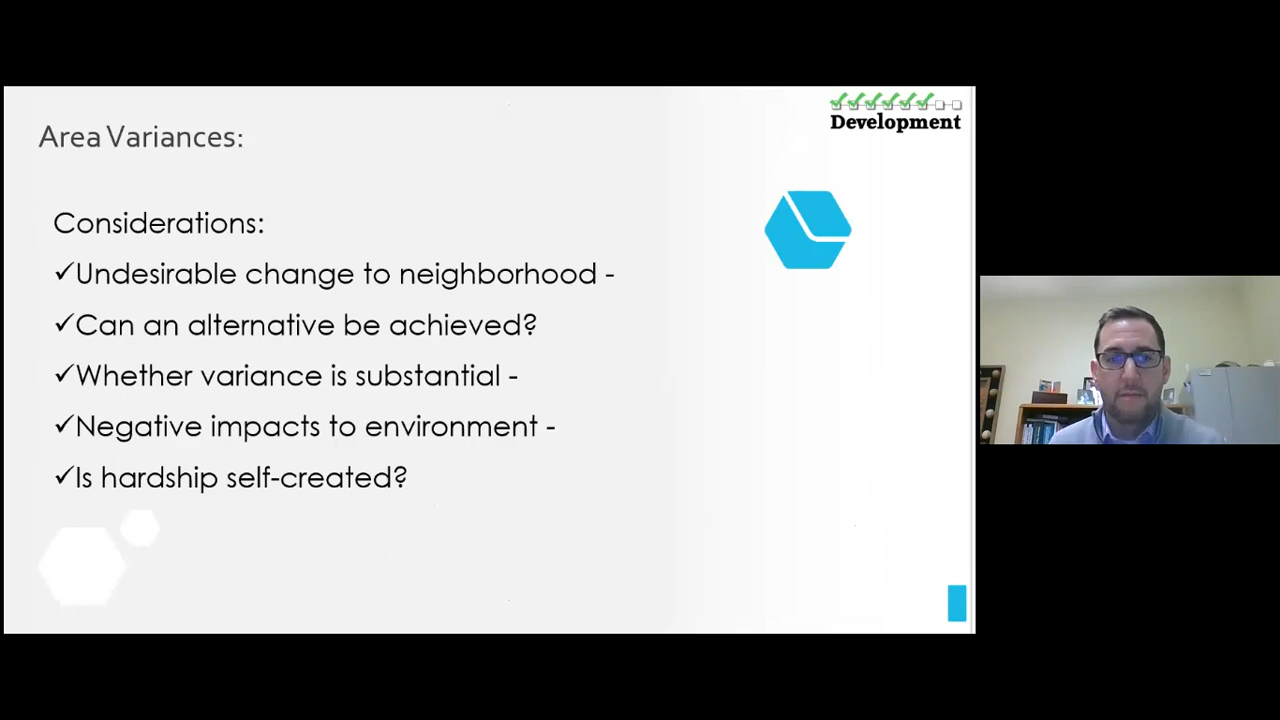 Development
Area Variances:
Considerations:
✓Undesirable change to neighborhood -
✓Can an alternative be achieved?
✓Whether variance is substantial -
✓Negative impacts to environment -
✓Is hardship self-created?